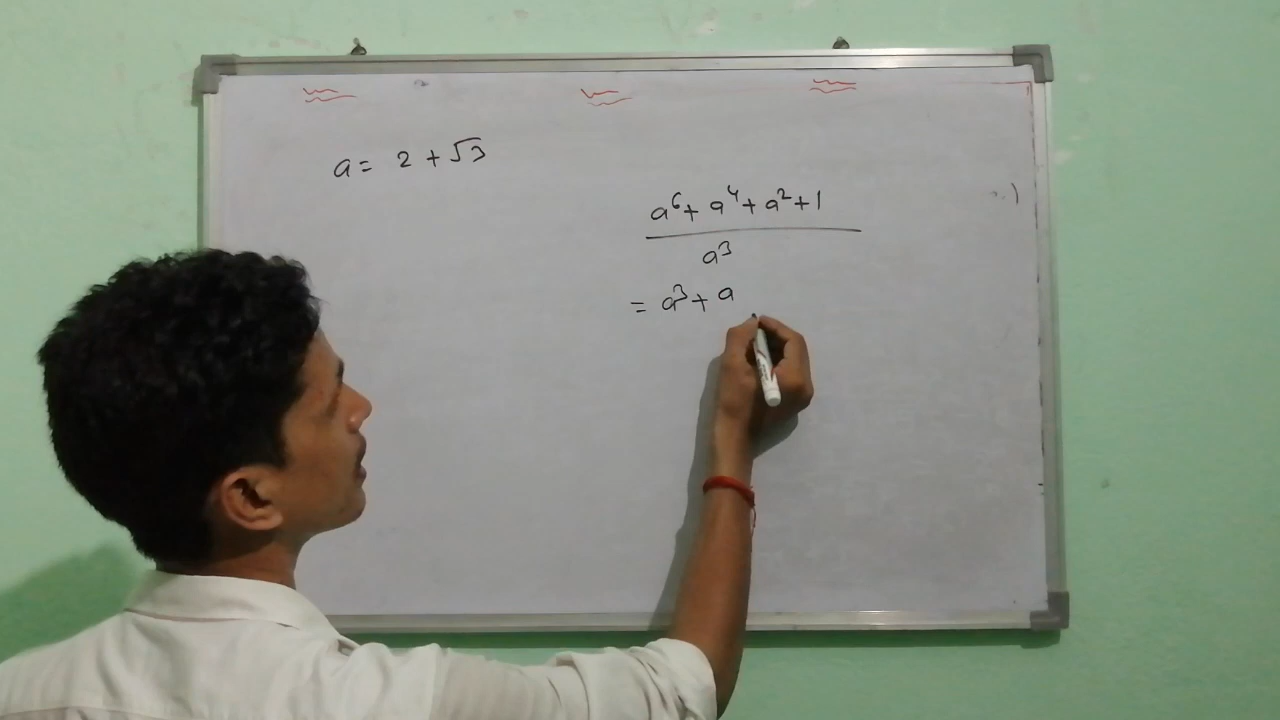 a = 2 + √3
a⁶ + a⁴ + a² + 1
a³
= a³ + a